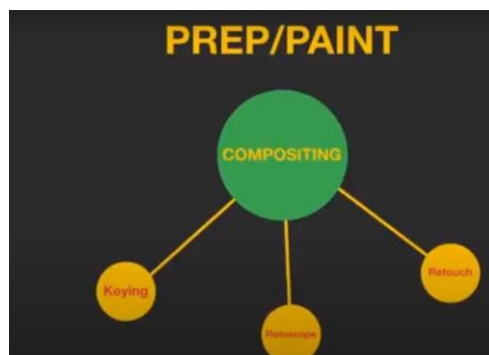 PREP/PAINT
COMPOSITING
Keying
Rotoscope
Retouch